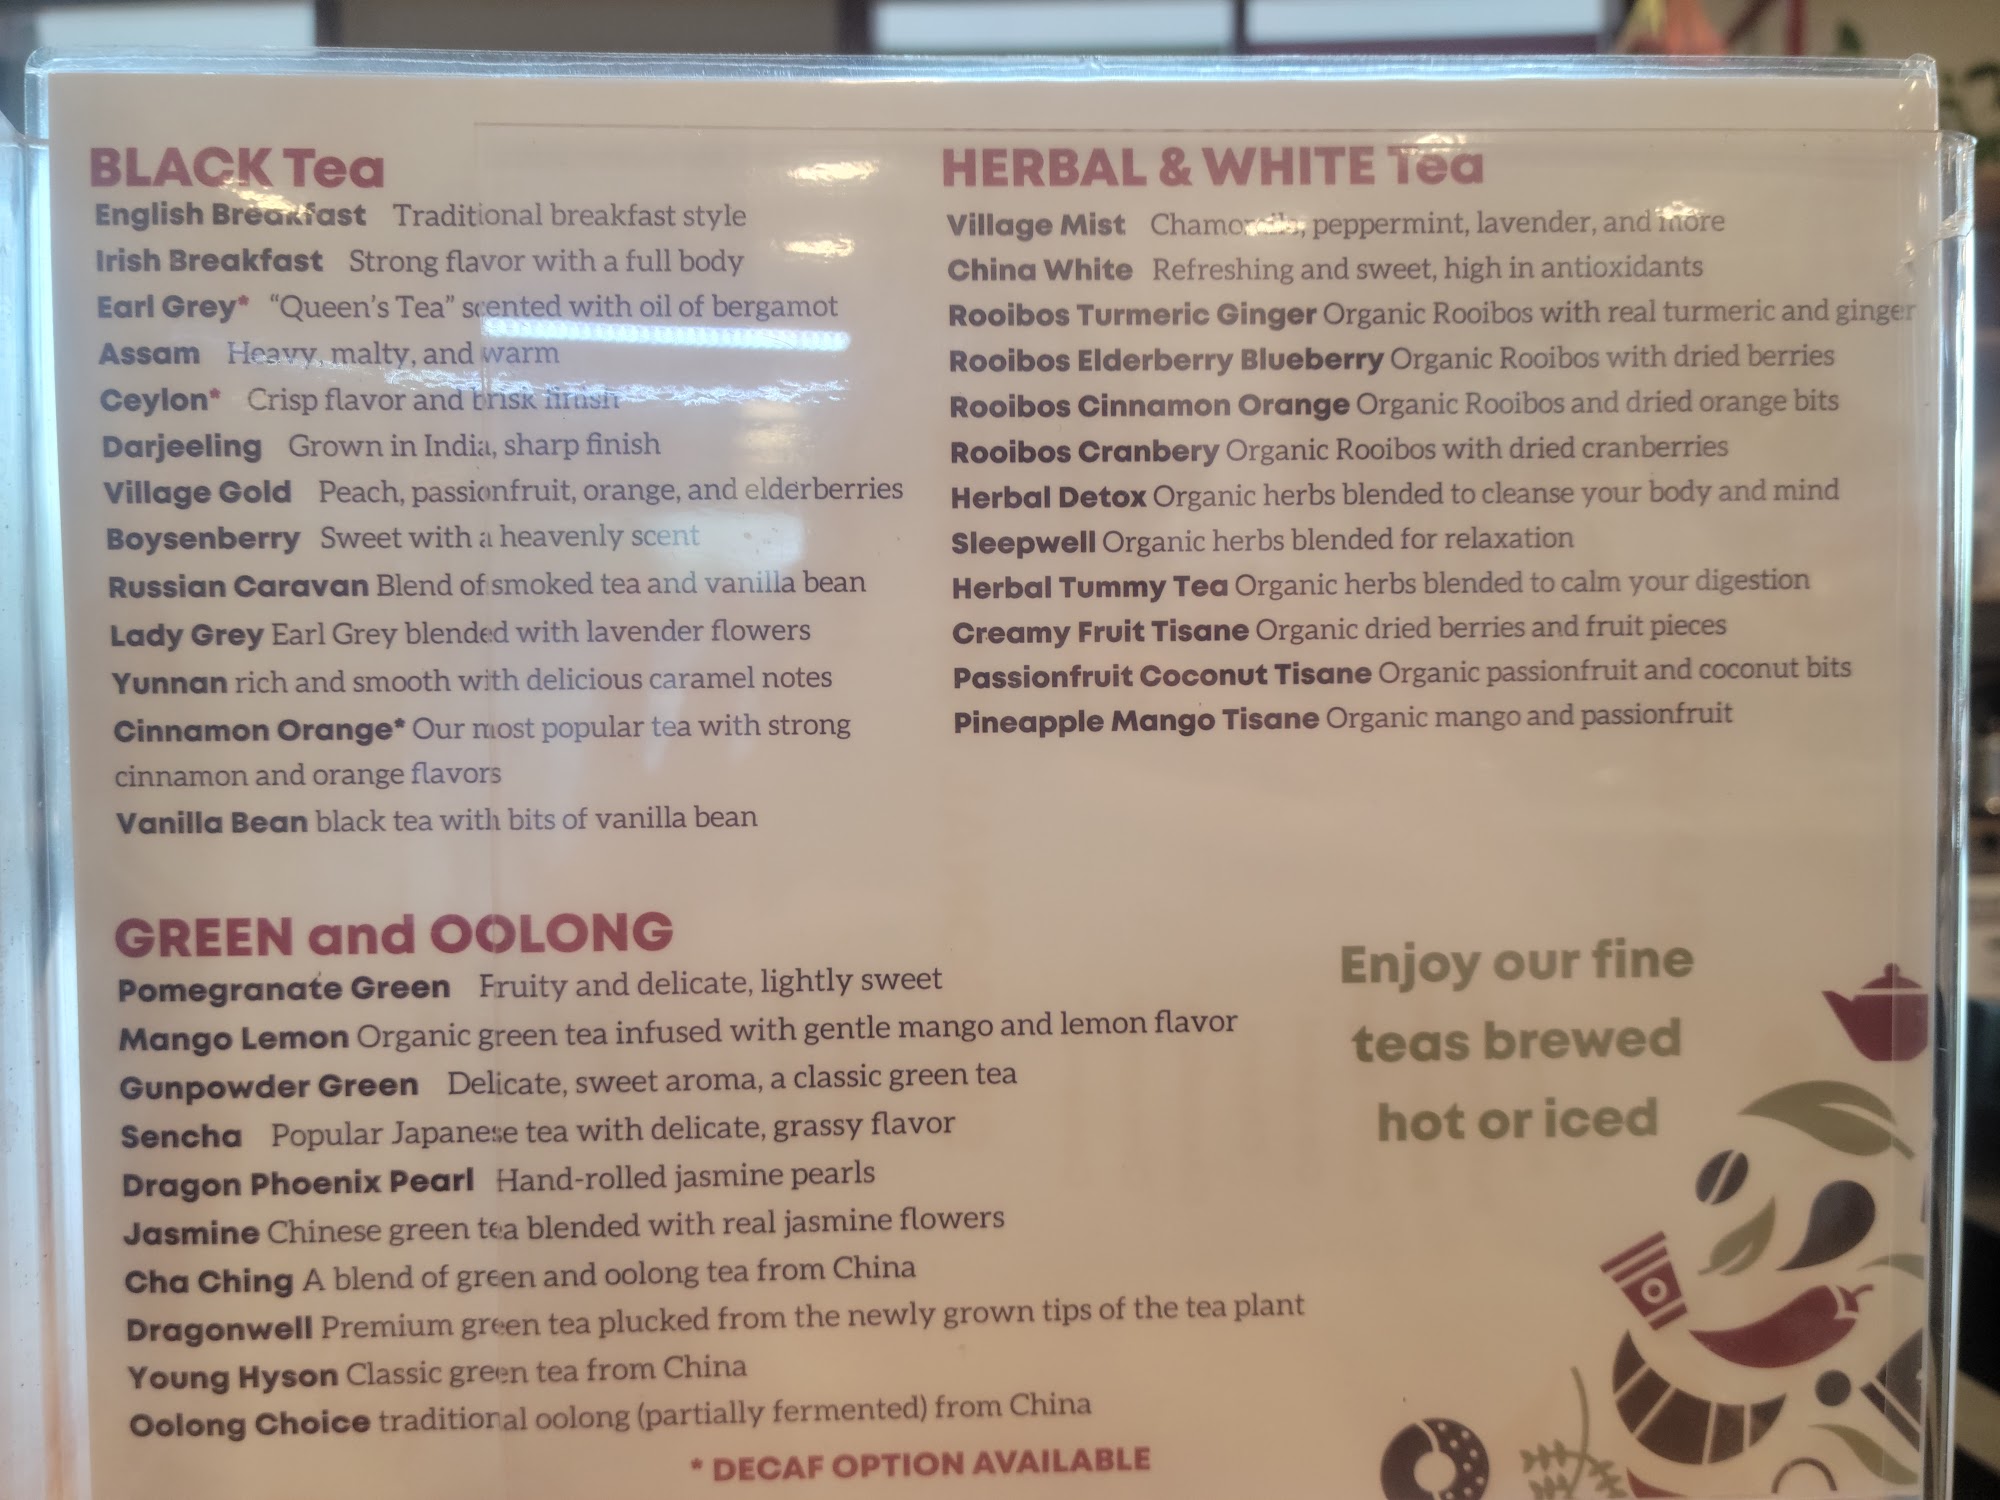 BLACK Tea
English Breakfast Traditional breakfast style
Irish Breakfast Strong flavor with a full body
Earl Grey* “Queen’s Tea” scented with oil of bergamot
Assam Heavy, malty, and warm
Ceylon* Crisp flavor and brisk finish
Darjeeling Grown in India, sharp finish
Village Gold Peach, passionfruit, orange, and elderberries
Boysenberry Sweet with a heavenly scent
Russian Caravan Blend of smoked tea and vanilla bean
Lady Grey Earl Grey blended with lavender flowers
Yunnan rich and smooth with delicious caramel notes
Cinnamon Orange* Our most popular tea with strong
cinnamon and orange flavors
Vanilla Bean black tea with bits of vanilla bean
HERBAL & WHITE Tea
Village Mist Chamomile, peppermint, lavender, and more
China White Refreshing and sweet, high in antioxidants
Rooibos Turmeric Ginger Organic Rooibos with real turmeric and ginger
Rooibos Elderberry Blueberry Organic Rooibos with dried berries
Rooibos Cinnamon Orange Organic Rooibos and dried orange bits
Rooibos Cranbery Organic Rooibos with dried cranberries
Herbal Detox Organic herbs blended to cleanse your body and mind
Sleepwell Organic herbs blended for relaxation
Herbal Tummy Tea Organic herbs blended to calm your digestion
Creamy Fruit Tisane Organic dried berries and fruit pieces
Passionfruit Coconut Tisane Organic passionfruit and coconut bits
Pineapple Mango Tisane Organic mango and passionfruit
GREEN and OOLONG
Pomegranate Green Fruity and delicate, lightly sweet
Mango Lemon Organic green tea infused with gentle mango and lemon flavor
Gunpowder Green Delicate, sweet aroma, a classic green tea
Sencha Popular Japanese tea with delicate, grassy flavor
Dragon Phoenix Pearl Hand-rolled jasmine pearls
Jasmine Chinese green tea blended with real jasmine flowers
Cha Ching A blend of green and oolong tea from China
Dragonwell Premium green tea plucked from the newly grown tips of the tea plant
Young Hyson Classic green tea from China
Oolong Choice traditional oolong (partially fermented) from China
* DECAF OPTION AVAILABLE
Enjoy our fine
teas brewed
hot or iced